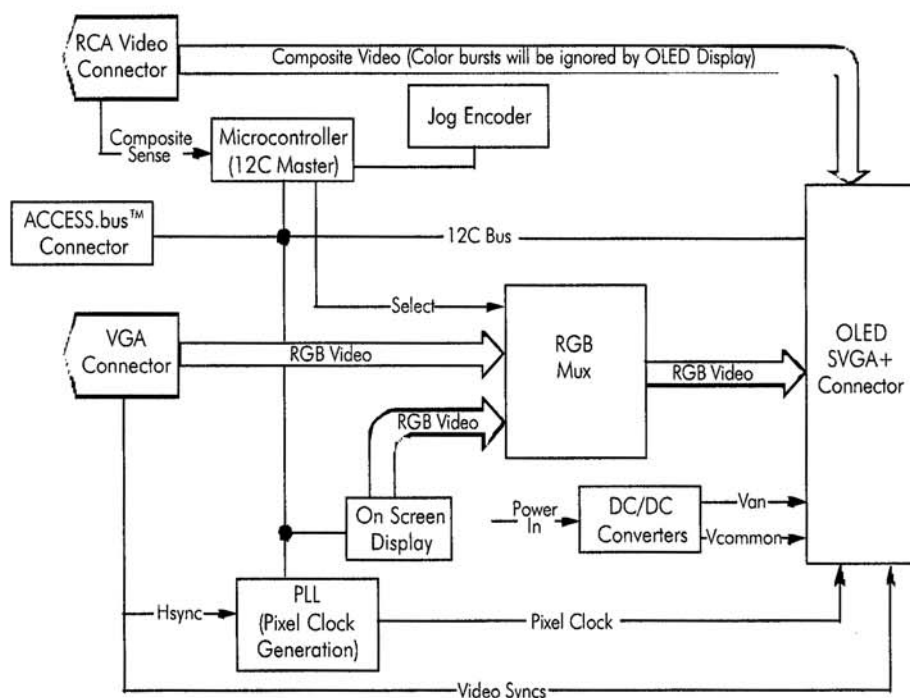 RCA Video
Connector
Composite Video (Color bursts will be ignored by OLED Display)
Composite
Sense
Microcontroller
(12C Master)
Jog Encoder
ACCESS.bus™
Connector
12C Bus
Select
VGA
Connector
RGB Video
RGB
Mux
RGB Video
OLED
SVGA+
Connector
RGB Video
On Screen
Display
Power
In
DC/DC
Converters
Van
Vcommon
Hsync
PLL
(Pixel Clock
Generation)
Pixel Clock
Video Syncs